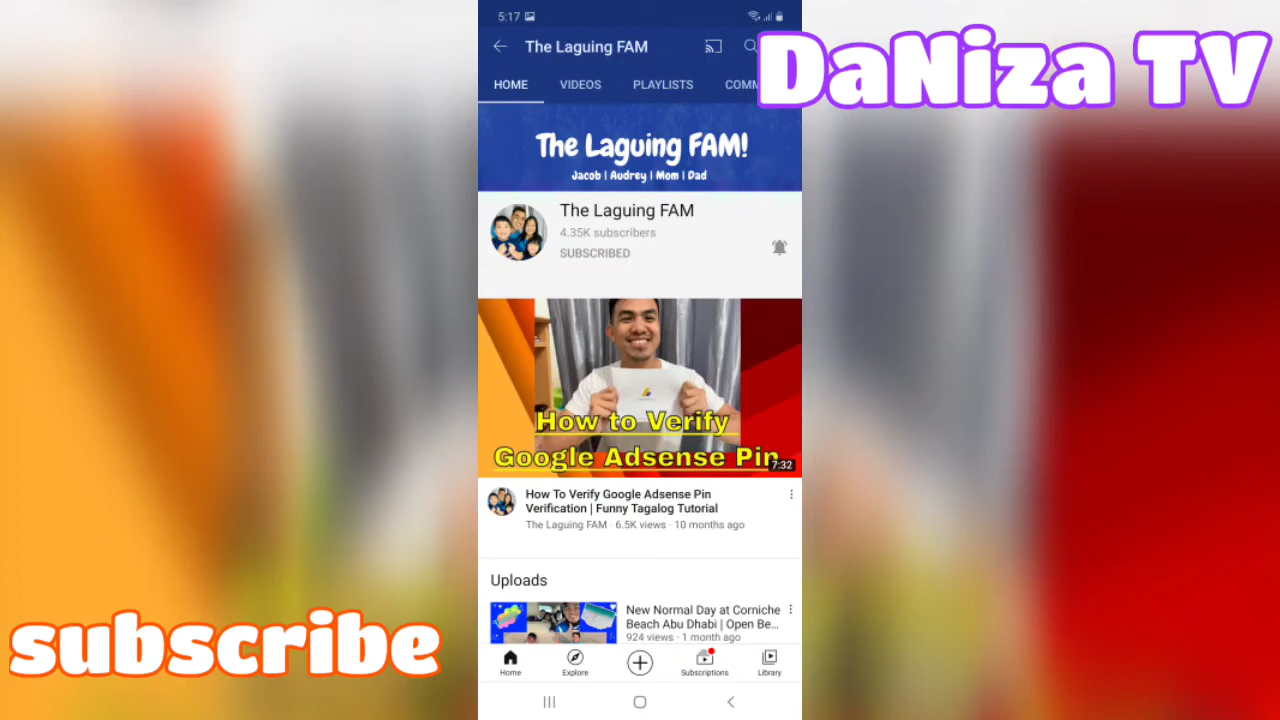 5:17
The Laguing FAM
DaNiza TV
HOME VIDEOS PLAYLISTS COMM
The Laguing FAM!
Jacob | Audrey | Mom | Dad
The Laguing FAM
4.35K subscribers
SUBSCRIBED
How to Verify
Google Adsense Pin
7:32
How To Verify Google Adsense Pin
Verification | Funny Tagalog Tutorial
The Laguing FAM · 6.5K views · 10 months ago
Uploads
New Normal Day at Corniche
Beach Abu Dhabi | Open Be...
924 views · 1 month ago
subscribe
Home Explore Subscriptions Library